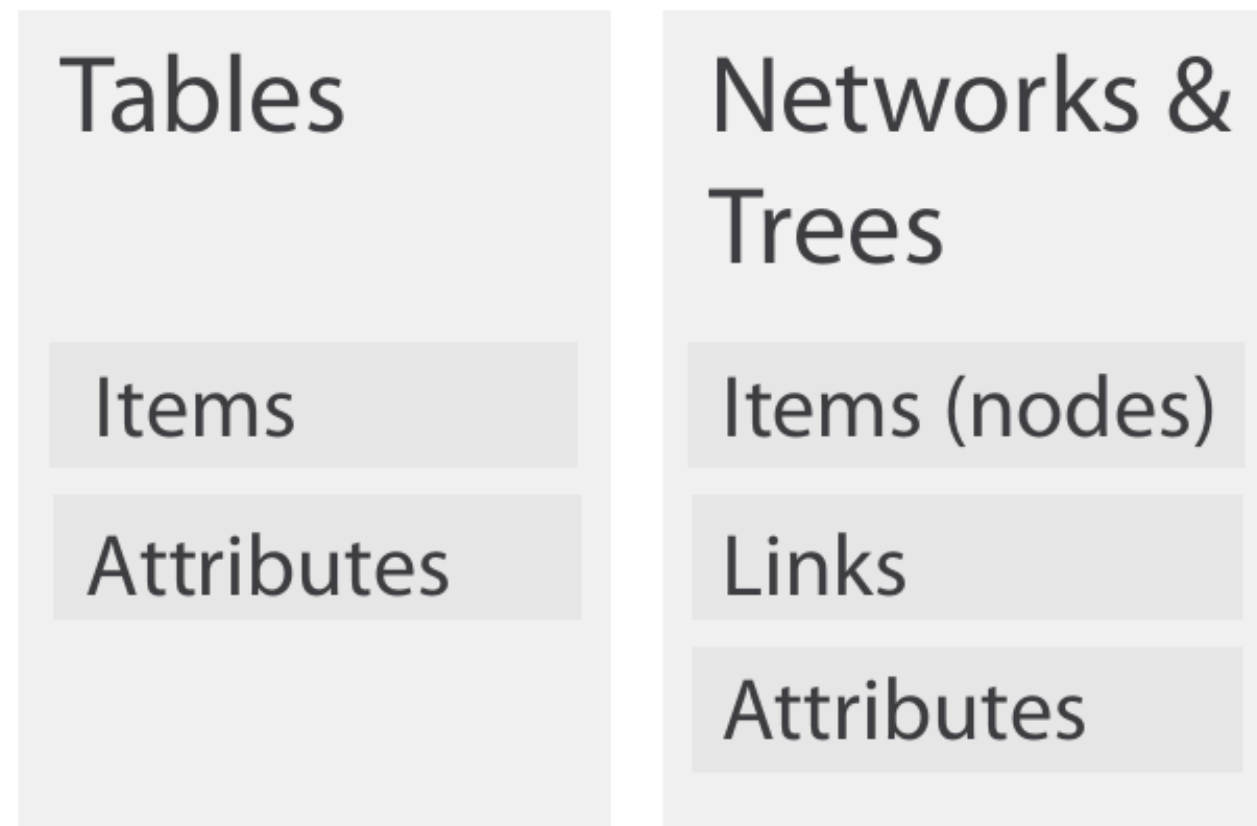 Tables
Items
Attributes
Networks &
Trees
Items (nodes)
Links
Attributes